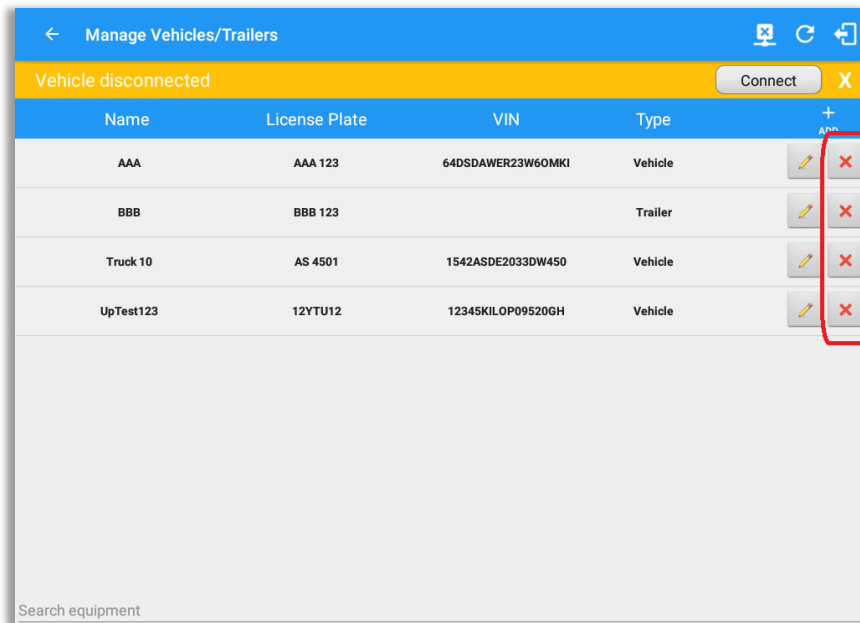 Manage Vehicles/Trailers
Vehicle disconnected Connect X
Name License Plate VIN Type ADD
AAA AAA 123 64DSDAWER23W6OMKI Vehicle
BBB BBB 123 Trailer
Truck 10 AS 4501 1542ASDE2033DW450 Vehicle
UpTest123 12YTU12 12345KILOP09520GH Vehicle
Search equipment